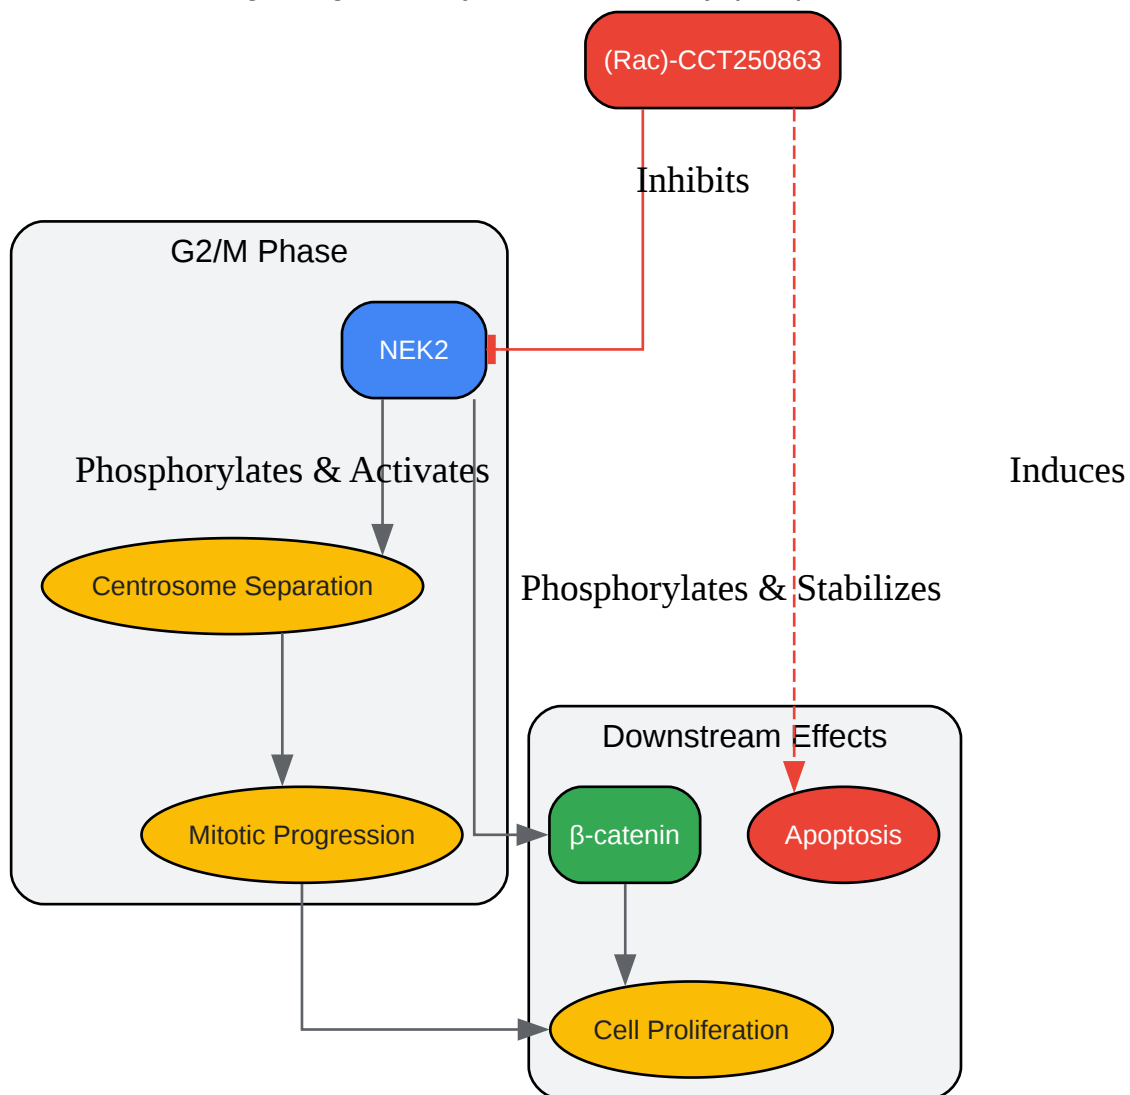 (Rac)-CCT250863
Inhibits
G2/M Phase
NEK2
Phosphorylates & Activates
Induces
Centrosome Separation
Phosphorylates & Stabilizes
Downstream Effects
Mitotic Progression
β-catenin
Apoptosis
Cell Proliferation